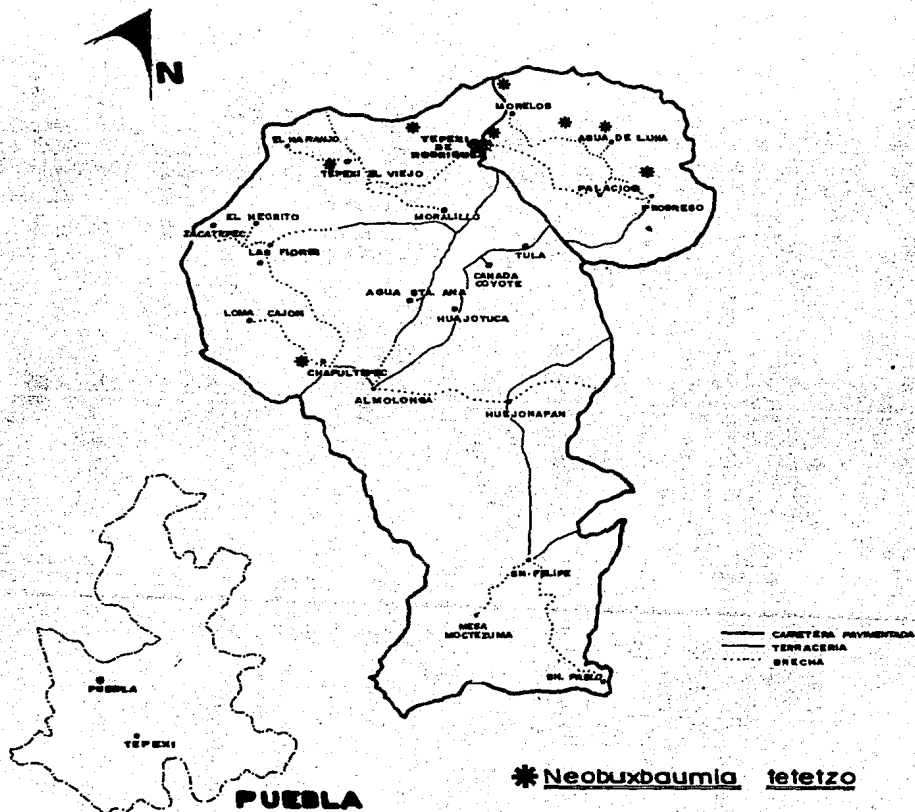 N
MORELOS
EL NARANJO
TEPEXI
DE
RODRIGUEZ
AGUA DE LUNA
TEPEXI EL VIEJO
PALACIOS
PROGRESO
MORALILLO
EL NEGRITO
ZACATEPEC
LAS FLORES
TULA
CANADA
COYOTE
AGUA STA. ANA
HUAJOYUCA
LOMA CAJON
CHAPULTEPEC
ALMOLONGA
HUEJONAPAN
SN. FELIPE
MESA
MOCTEZUMA
SN. PABLO
CARRETERA PAVIMENTADA
TERRACERIA
BRECHA
PUEBLA
TEPEXI
PUEBLA
Neobuxbaumia tetetzo